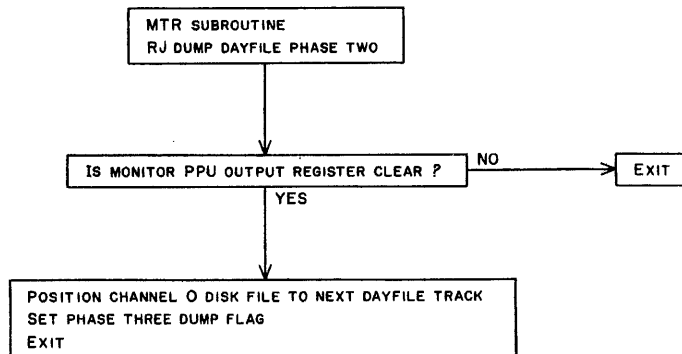 MTR SUBROUTINE
RJ DUMP DAYFILE PHASE TWO
IS MONITOR PPU OUTPUT REGISTER CLEAR ?
NO
EXIT
YES
POSITION CHANNEL 0 DISK FILE TO NEXT DAYFILE TRACK
SET PHASE THREE DUMP FLAG
EXIT